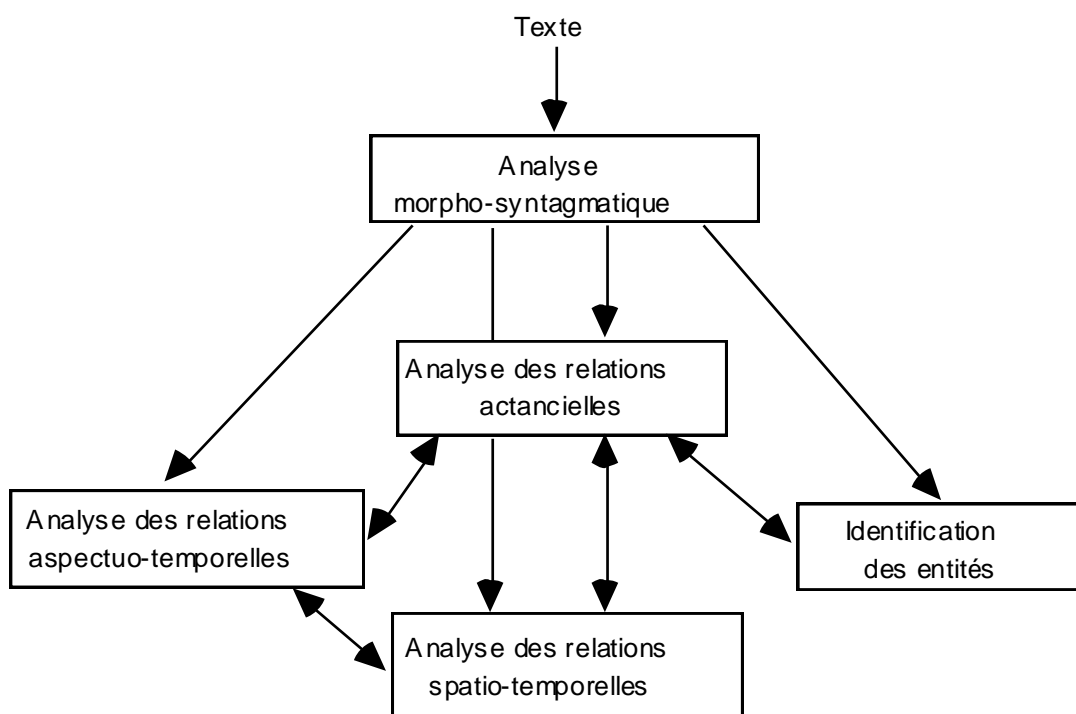 Texte
Analyse
morpho-syntagmatique
Analyse des relations
actancielles
Analyse des relations
aspectuo-temporelles
Identification
des entités
Analyse des relations
spatio-temporelles